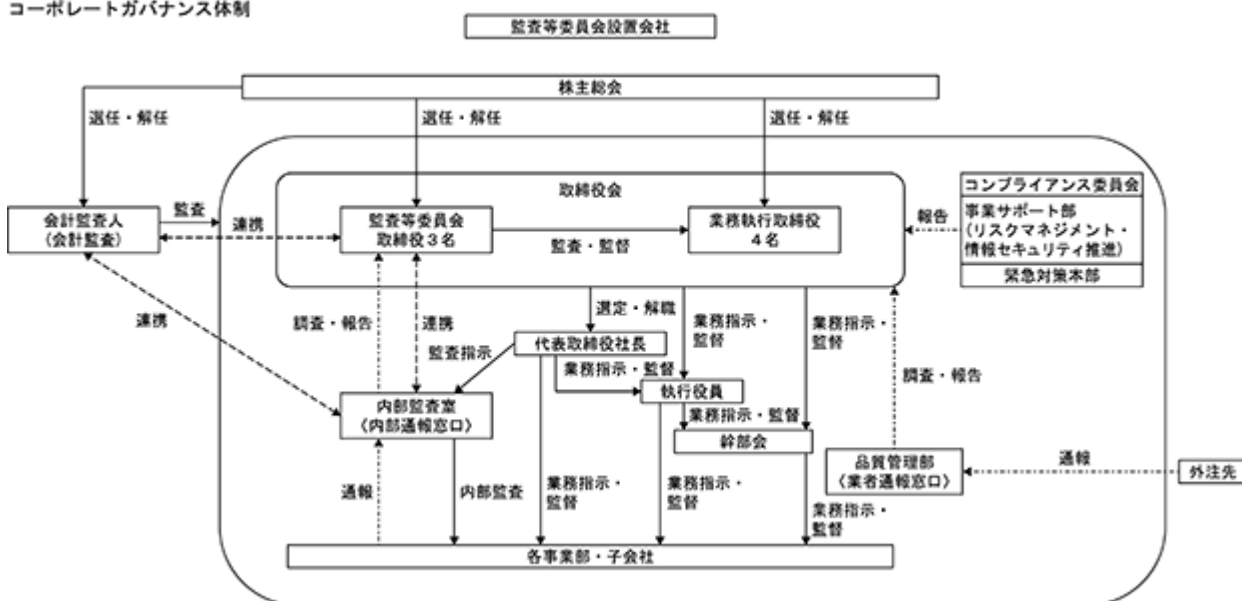 コーポレートガバナンス体制
監査等委員会設置会社
株主総会
選任・解任
選任・解任
選任・解任
取締役会
コンプライアンス委員会
事業サポート部
(リスクマネジメント・
情報セキュリティ推進)
緊急対策本部
報告
会計監査人
(会計監査)
監査
連携
監査等委員会
取締役3名
監査・監督
業務執行取締役
4名
連携
調査・報告
連携
選定・解職
業務指示・
監督
業務指示・
監督
代表取締役社長
監査指示
業務指示・監督
執行役員
調査・報告
内部監査室
〈内部通報窓口〉
業務指示・監督
幹部会
品質管理部
〈業者通報窓口〉
通報
外注先
通報
内部監査
業務指示・
監督
業務指示・
監督
業務指示・
監督
各事業部・子会社